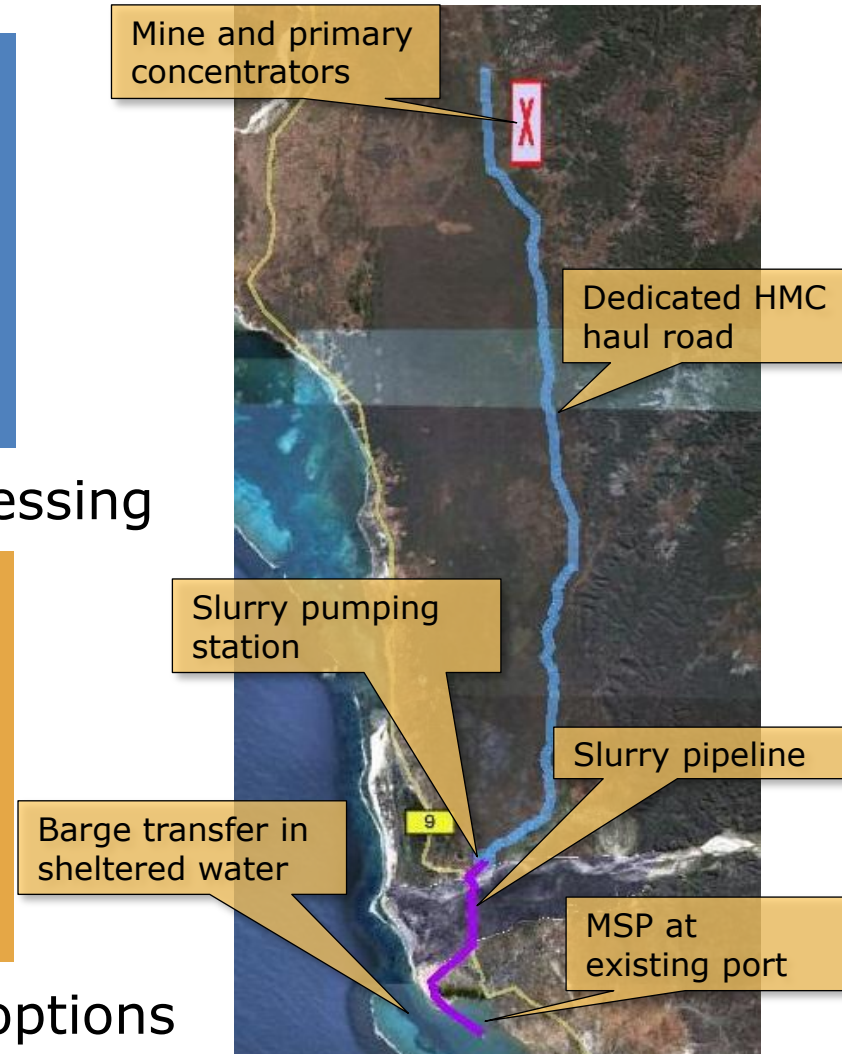 Mine and primary
concentrators
X
Dedicated HMC
haul road
essing
Slurry pumping
station
Slurry pipeline
9
Barge transfer in
sheltered water
MSP at
existing port
options